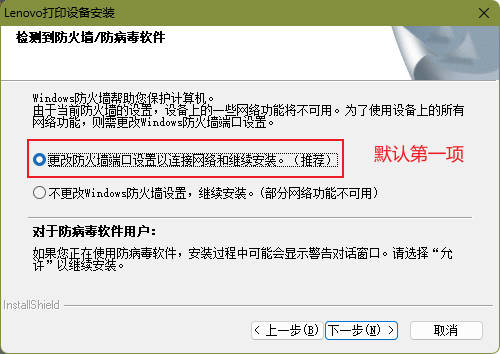 Lenovo打印设备安装
检测到防火墙/防病毒软件
Windows防火墙帮助您保护计算机。
由于当前防火墙的设置，设备上的一些网络功能将不可用。为了使用设备上的所有
网络功能，则需更改Windows防火墙端口设置。
更改防火墙端口设置以连接网络和继续安装。（推荐）
默认第一项
不更改Windows防火墙设置，继续安装。（部分网络功能不可用）
对于防病毒软件用户：
如果您正在使用防病毒软件，安装过程中可能会显示警告对话窗口。请选择“允
许”以继续安装。
InstallShield
< 上一步(B)
下一步(N) >
取消